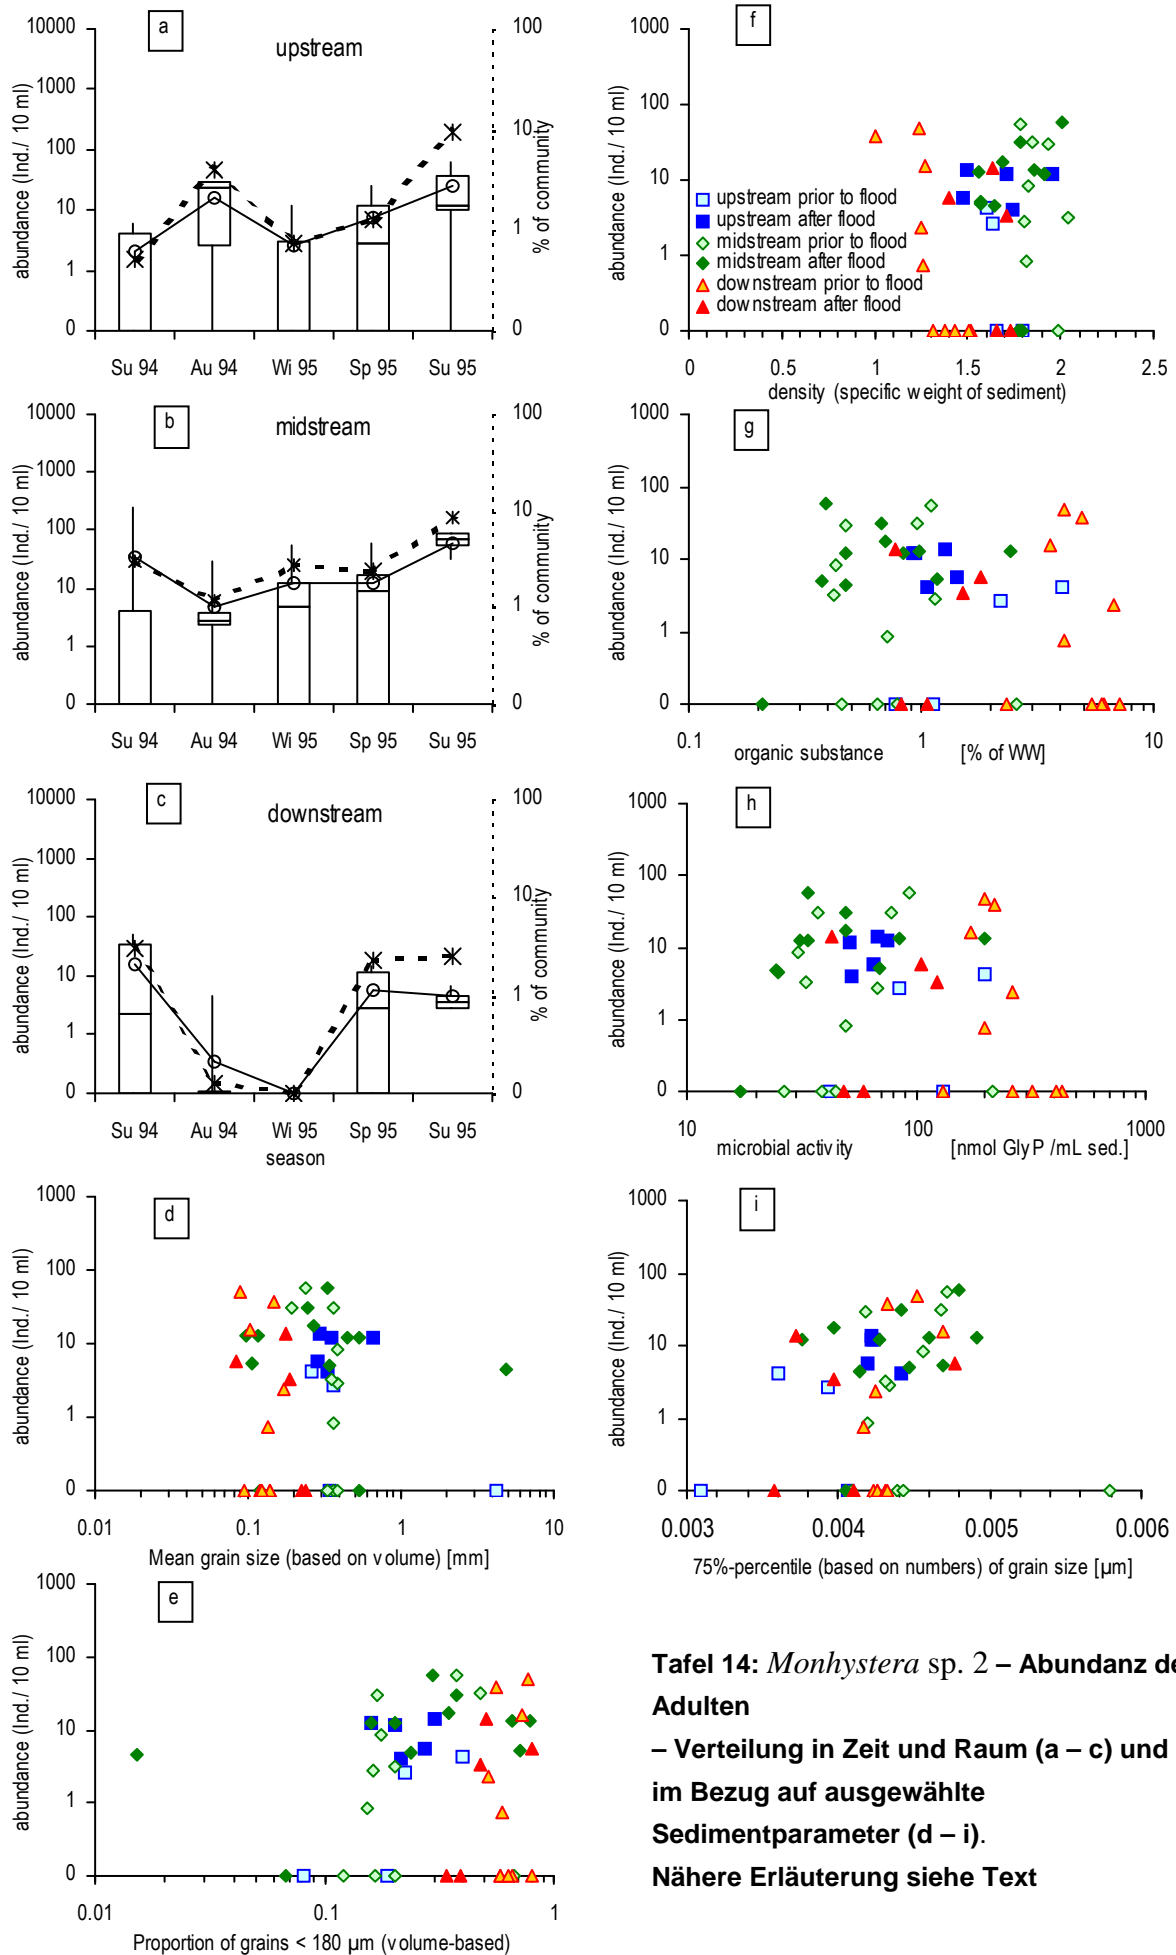 a
upstream
abundance (Ind./ 10 ml)
10000
1000
100
10
1
0
100
10
1
0
% of community
Su 94 Au 94 Wi 95 Sp 95 Su 95
b
midstream
abundance (Ind./ 10 ml)
10000
1000
100
10
1
0
100
10
1
0
% of community
Su 94 Au 94 Wi 95 Sp 95 Su 95
c
downstream
abundance (Ind./ 10 ml)
10000
1000
100
10
1
0
100
10
1
0
% of community
Su 94 Au 94 Wi 95 Sp 95 Su 95
season
d
abundance (Ind./ 10 ml)
1000
100
10
1
0
0.01 0.1 1 10
Mean grain size (based on volume) [mm]
e
abundance (Ind./ 10 ml)
1000
100
10
1
0
0.01 0.1 1
Proportion of grains < 180 µm (volume-based)
f
abundance (Ind./ 10 ml)
1000
100
10
1
0
upstream prior to flood
upstream after flood
midstream prior to flood
midstream after flood
downstream prior to flood
downstream after flood
0 0.5 1 1.5 2 2.5
density (specific weight of sediment)
g
abundance (Ind./ 10 ml)
1000
100
10
1
0
0.1 1 10
organic substance [% of WW]
h
abundance (Ind./ 10 ml)
1000
100
10
1
0
10 100 1000
microbial activity [nmol GlyP /mL sed.]
i
abundance (Ind./ 10 ml)
1000
100
10
1
0
0.003 0.004 0.005 0.006
75%-percentile (based on numbers) of grain size [µm]
Tafel 14: Monhystera sp. 2 – Abundanz de
Adulten
– Verteilung in Zeit und Raum (a – c) und
im Bezug auf ausgewählte
Sedimentparameter (d – i).
Nähere Erläuterung siehe Text